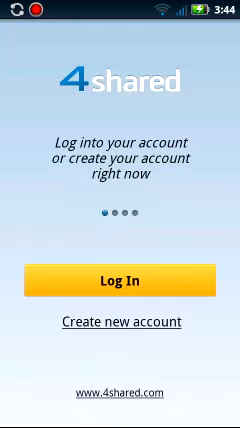 3:44
4shared
Log into your account
or create your account
right now
Log In
Create new account
www.4shared.com